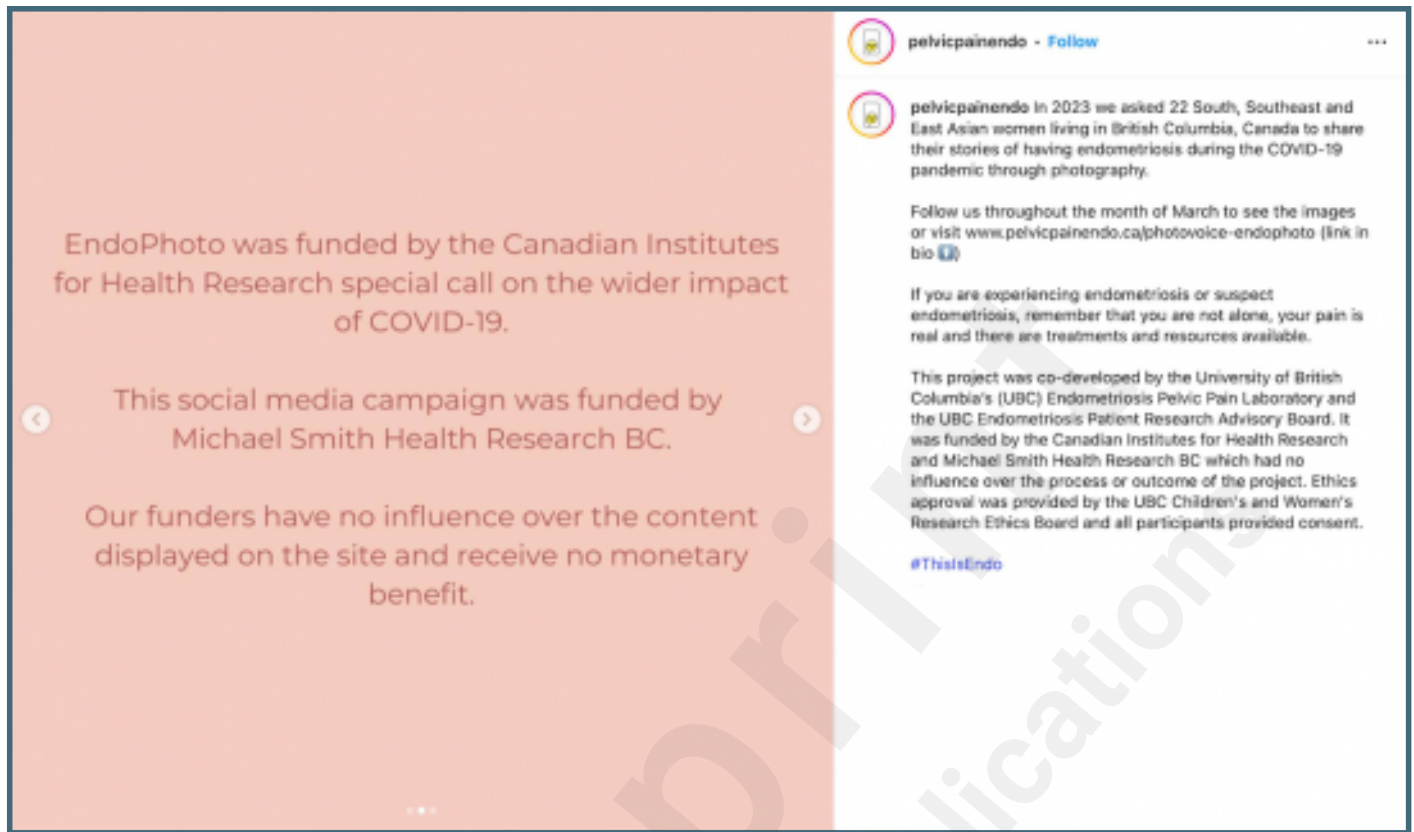 EndoPhoto was funded by the Canadian Institutes
for Health Research special call on the wider impact
of COVID-19.
This social media campaign was funded by
Michael Smith Health Research BC.
Our funders have no influence over the content
displayed on the site and receive no monetary
benefit.
pelvicpainendo • Follow
pelvicpainendo In 2023 we asked 22 South, Southeast and
East Asian women living in British Columbia, Canada to share
their stories of having endometriosis during the COVID-19
pandemic through photography.
Follow us throughout the month of March to see the images
or visit www.pelvicpainendo.ca/photovoice-endophoto (link in
bio ⬆️)
If you are experiencing endometriosis or suspect
endometriosis, remember that you are not alone, your pain is
real and there are treatments and resources available.
This project was co-developed by the University of British
Columbia's (UBC) Endometriosis Pelvic Pain Laboratory and
the UBC Endometriosis Patient Research Advisory Board. It
was funded by the Canadian Institutes for Health Research
and Michael Smith Health Research BC which had no
influence over the process or outcome of the project. Ethics
approval was provided by the UBC Children's and Women's
Research Ethics Board and all participants provided consent.
#ThisIsEndo
print
lications